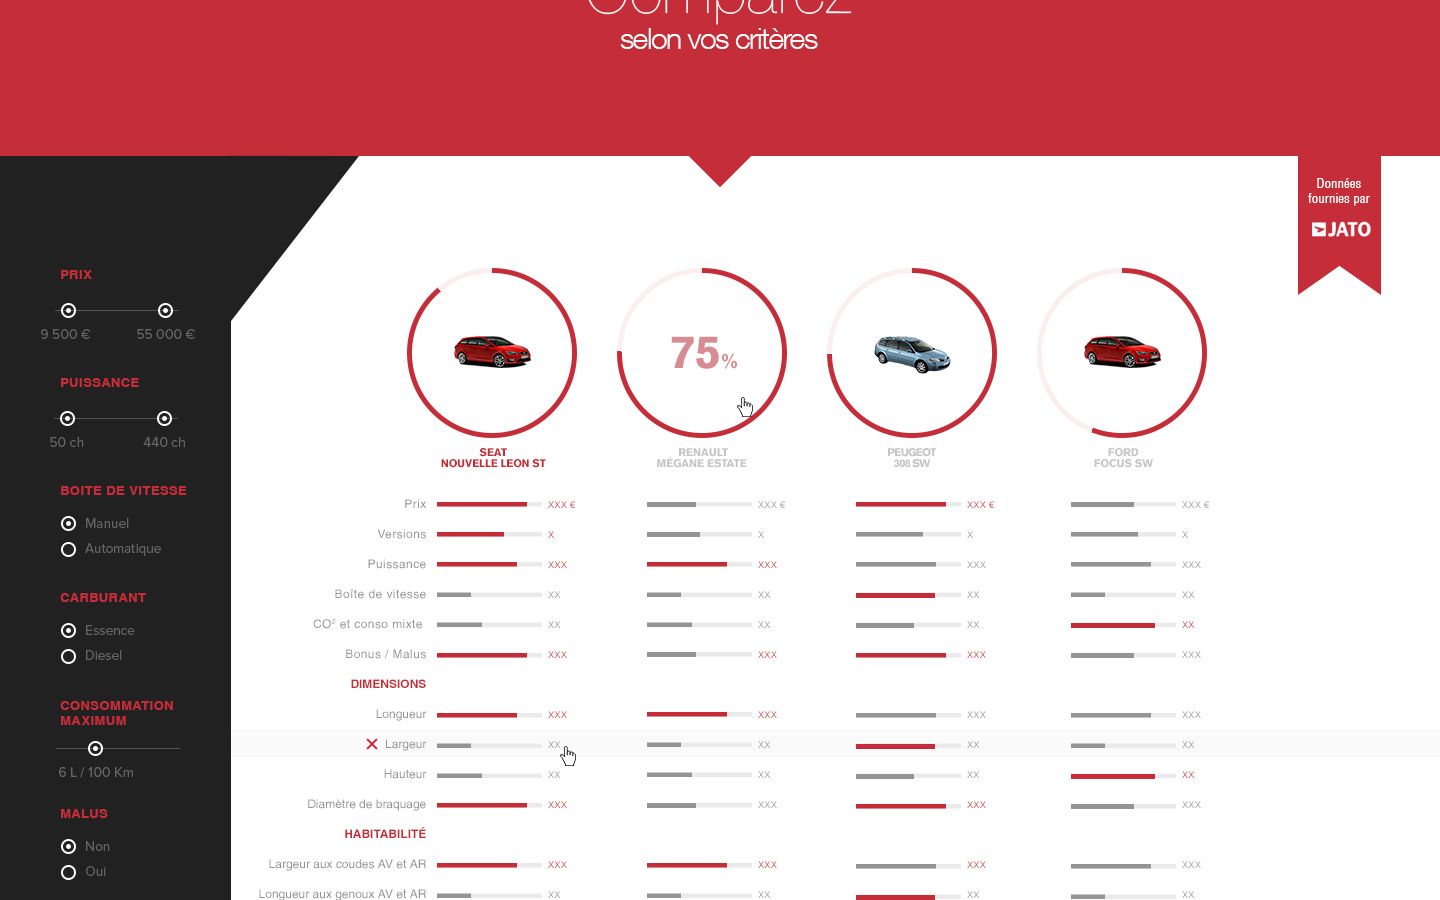 Comparez
selon vos critères
Données
fournies par
JATO
PRIX
9 500 €
55 000 €
PUISSANCE
50 ch
440 ch
BOITE DE VITESSE
Manuel
Automatique
CARBURANT
Essence
Diesel
CONSOMMATION
MAXIMUM
6 L / 100 Km
MALUS
Non
Oui
75%
SEAT
NOUVELLE LEON ST
RENAULT
MÉGANE ESTATE
PEUGEOT
308 SW
FORD
FOCUS SW
Prix XXX € XXX € XXX € XXX €
Versions X X X X
Puissance XXX XXX XXX XXX
Boîte de vitesse XX XX XX XX
CO² et conso mixte XX XX XX XX
Bonus / Malus XXX XXX XXX XXX
DIMENSIONS
Longueur XXX XXX XXX XXX
Largeur XX XX XX XX
Hauteur XX XX XX XX
Diamètre de braquage XXX XXX XXX XXX
HABITABILITÉ
Largeur aux coudes AV et AR XXX XXX XXX XXX
Longueur aux genoux AV et AR XX XX XX XX